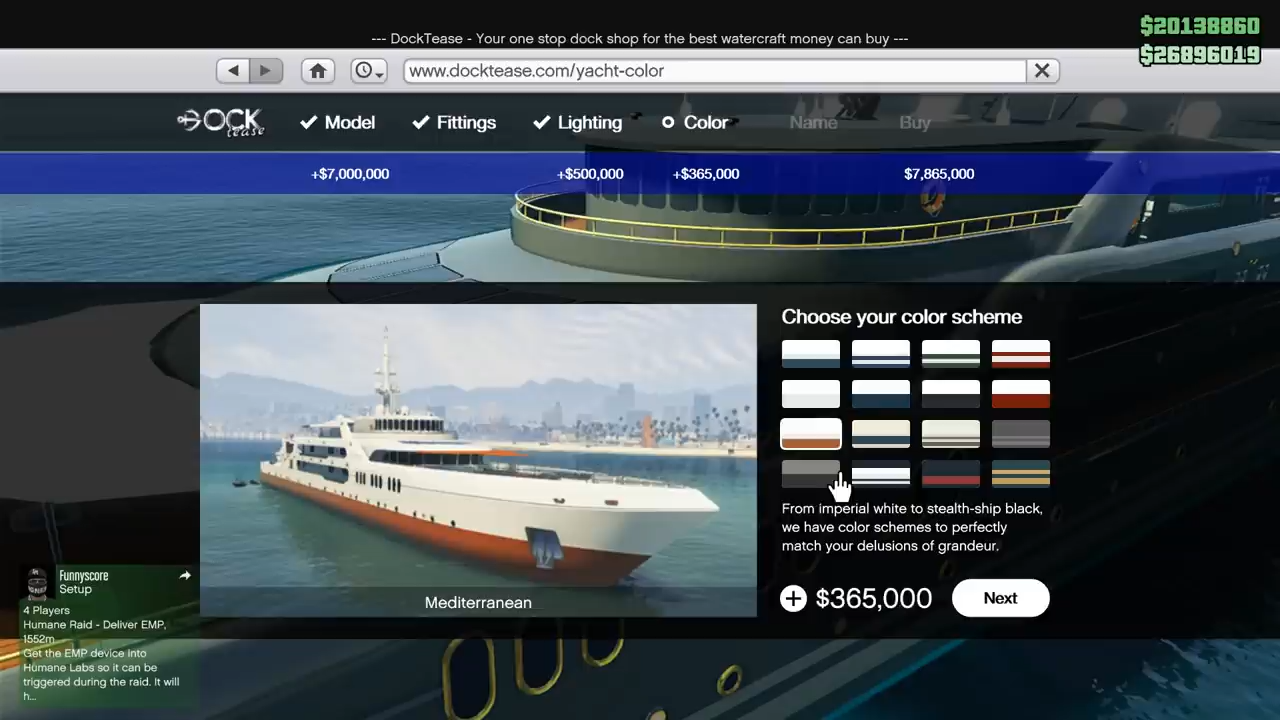 --- DockTease - Your one stop dock shop for the best watercraft money can buy ---
$20138860
$26896019
www.docktease.com/yacht-color
DOCK
tease
Model
Fittings
Lighting
Color
Name
Buy
+$7,000,000
+$500,000
+$365,000
$7,865,000
Choose your color scheme
Mediterranean
From imperial white to stealth-ship black,
we have color schemes to perfectly
match your delusions of grandeur.
$365,000
Next
Funnyscore
Setup
4 Players
Humane Raid - Deliver EMP,
1552m
Get the EMP device into
Humane Labs so it can be
triggered during the raid. It will
h...